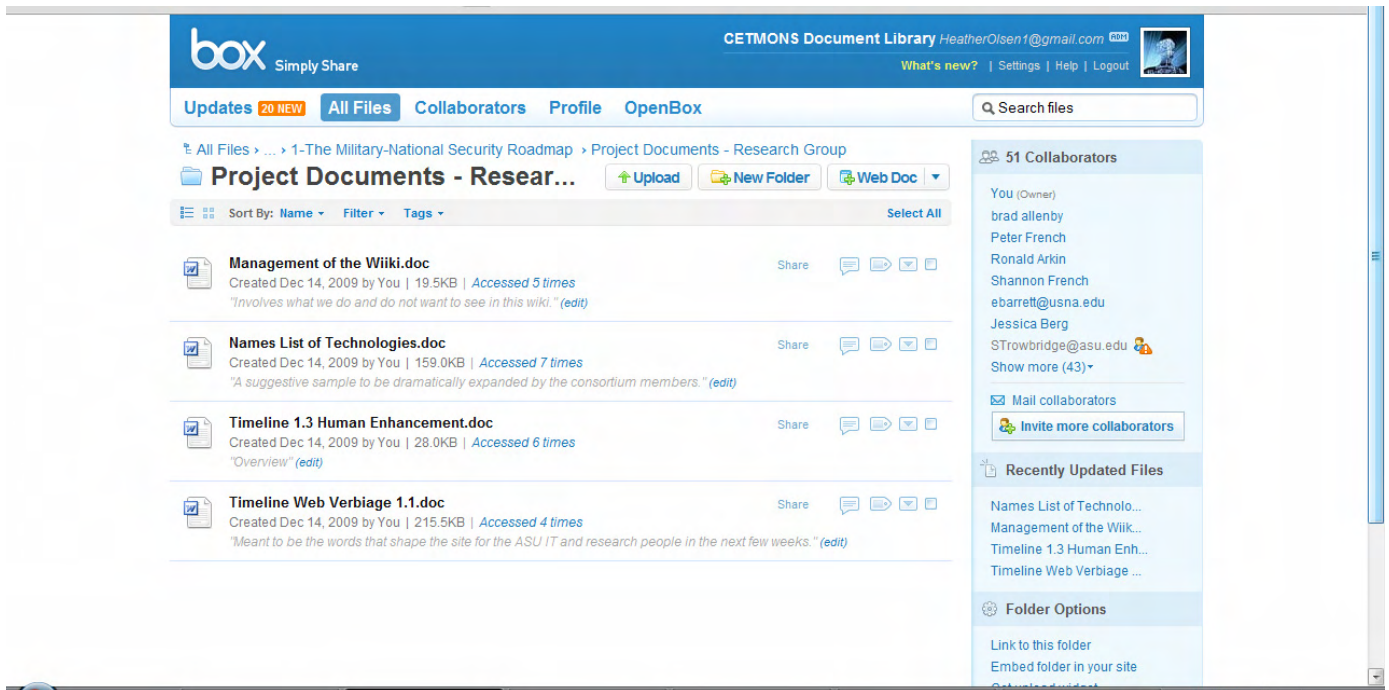 box Simply Share
CETMONS Document Library HeatherOlsen1@gmail.com ADM
What's new? | Settings | Help | Logout
Updates 20 NEW All Files Collaborators Profile OpenBox
Search files
All Files › ... › 1-The Military-National Security Roadmap › Project Documents - Research Group
Project Documents - Resear...
Upload
New Folder
Web Doc
Sort By: Name Filter Tags
Select All
Management of the Wiiki.doc
Share
Created Dec 14, 2009 by You | 19.5KB | Accessed 5 times
"Involves what we do and do not want to see in this wiki." (edit)
Names List of Technologies.doc
Share
Created Dec 14, 2009 by You | 159.0KB | Accessed 7 times
"A suggestive sample to be dramatically expanded by the consortium members." (edit)
Timeline 1.3 Human Enhancement.doc
Share
Created Dec 14, 2009 by You | 28.0KB | Accessed 6 times
"Overview" (edit)
Timeline Web Verbiage 1.1.doc
Share
Created Dec 14, 2009 by You | 215.5KB | Accessed 4 times
"Meant to be the words that shape the site for the ASU IT and research people in the next few weeks." (edit)
51 Collaborators
You (Owner)
brad allenby
Peter French
Ronald Arkin
Shannon French
ebarrett@usna.edu
Jessica Berg
STrowbridge@asu.edu
Show more (43)
Mail collaborators
Invite more collaborators
Recently Updated Files
Names List of Technolo...
Management of the Wiik...
Timeline 1.3 Human Enh...
Timeline Web Verbiage ...
Folder Options
Link to this folder
Embed folder in your site